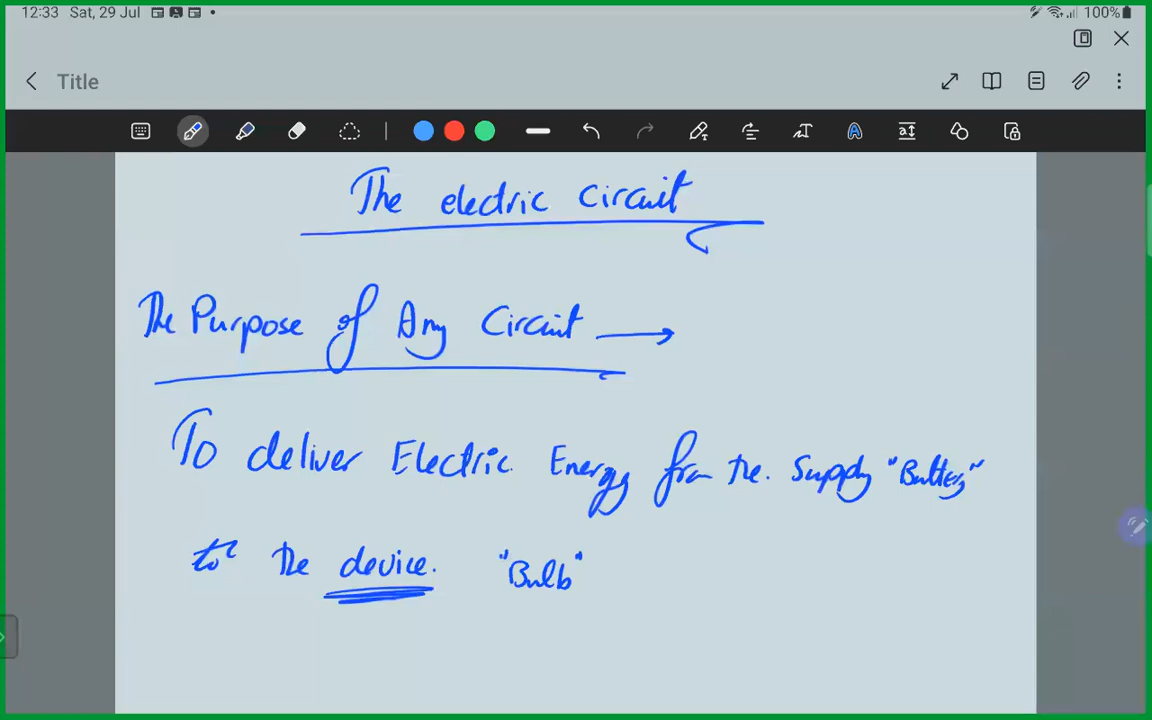 12:33 Sat, 29 Jul
100%
Title
The electric Circuit
The Purpose of Any Circuit →
To deliver Electric Energy from the. Supply "Battery"
to the device. "Bulb"